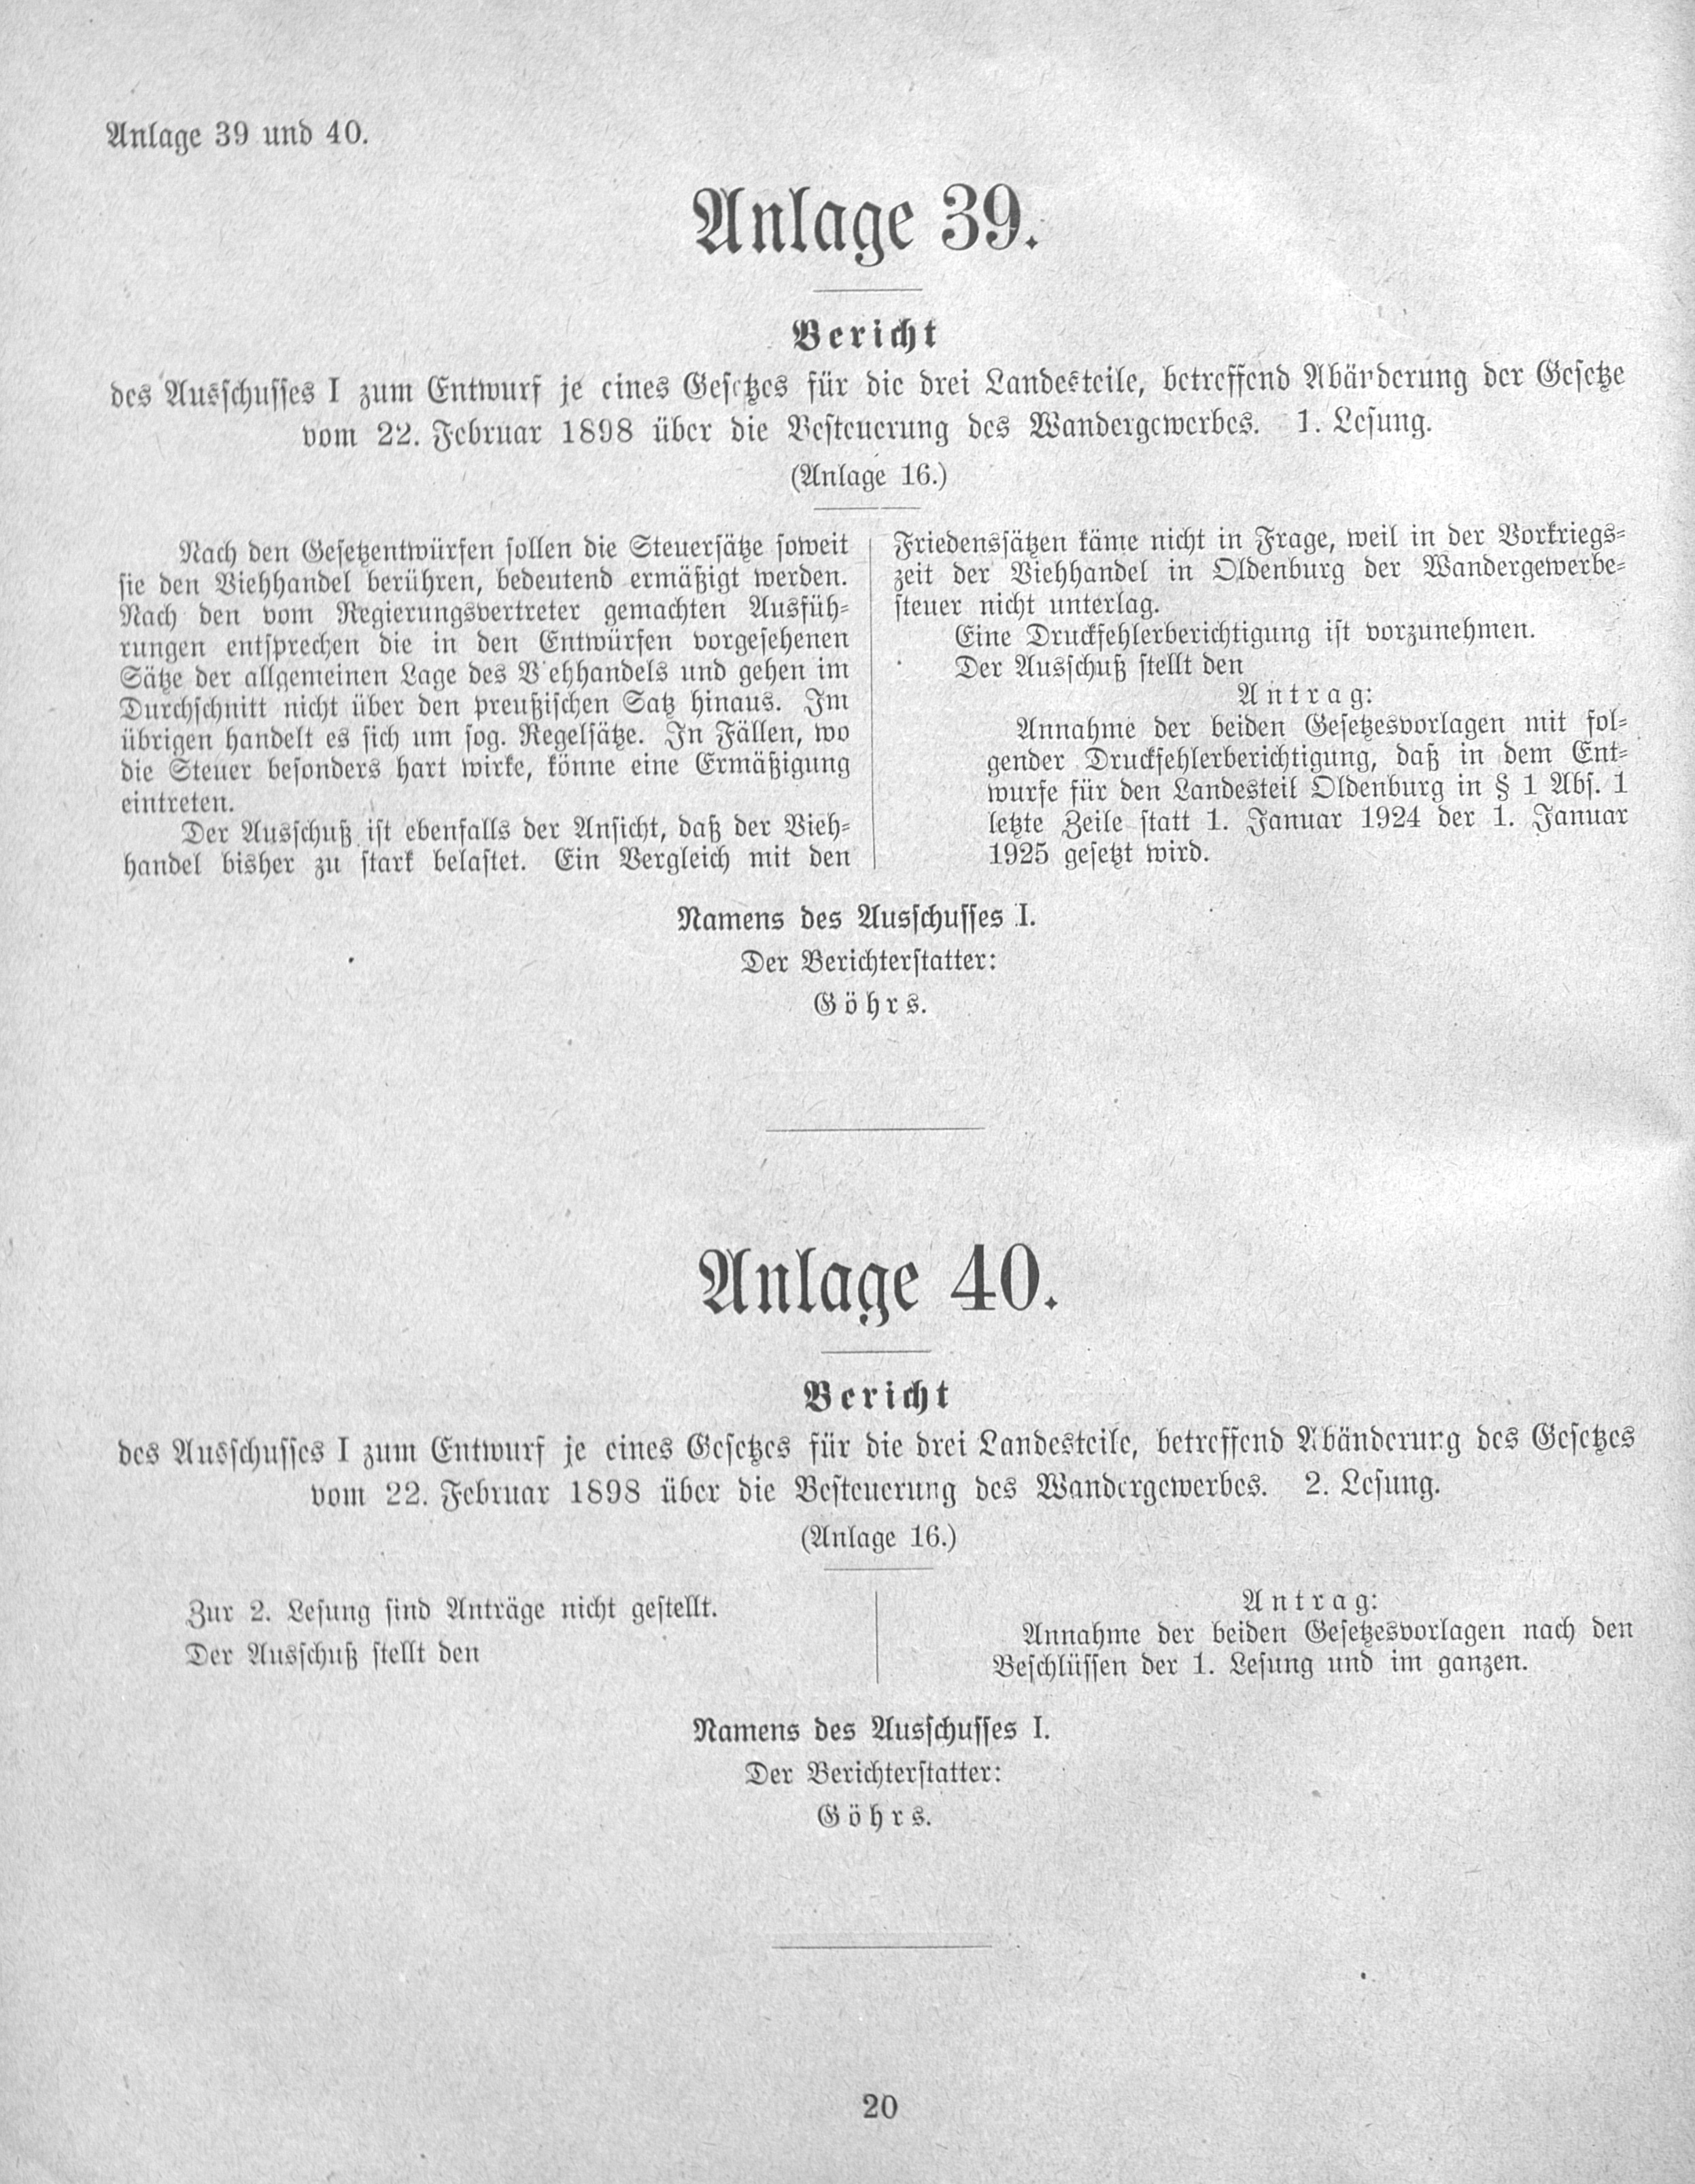 Anlage 39 und 40.
Anlage 39.
Bericht
des Ausschusses I zum Entwurf je eines Gesetzes für die drei Landesteile, betreffend Abänderung der Gesetze
vom 22. Februar 1898 über die Besteuerung des Wandergewerbes. 1. Lesung.
(Anlage 16.)
Nach den Gesetzentwürfen sollen die Steuersätze soweit
sie den Viehhandel berühren, bedeutend ermäßigt werden.
Nach den vom Regierungsvertreter gemachten Ausfüh-
rungen entsprechen die in den Entwürfen vorgesehenen
Sätze der allgemeinen Lage des V ehhandels und gehen im
Durchschnitt nicht über den preußischen Satz hinaus. Im
übrigen handelt es sich um sog. Regelsätze. In Fällen, wo
die Steuer besonders hart wirke, könne eine Ermäßigung
eintreten.
Der Ausschuß ist ebenfalls der Ansicht, daß der Vieh-
handel bisher zu stark belastet. Ein Vergleich mit den
Friedenssätzen käme nicht in Frage, weil in der Vorkriegs-
zeit der Viehhandel in Oldenburg der Wandergewerbe-
steuer nicht unterlag.
Eine Druckfehlerberichtigung ist vorzunehmen.
Der Ausschuß stellt den
Antrag:
Annahme der beiden Gesetzesvorlagen mit fol-
gender Druckfehlerberichtigung, daß in dem Ent-
wurfe für den Landesteil Oldenburg in § 1 Abs. 1
letzte Zeile statt 1. Januar 1924 der 1. Januar
1925 gesetzt wird.
Namens des Ausschusses I.
Der Berichterstatter:
Göhrs.
Anlage 40.
Bericht
des Ausschusses I zum Entwurf je eines Gesetzes für die drei Landesteile, betreffend Abänderung des Gesetzes
vom 22. Februar 1898 über die Besteuerung des Wandergewerbes. 2. Lesung.
(Anlage 16.)
Zur 2. Lesung sind Anträge nicht gestellt.
Der Ausschuß stellt den
Antrag:
Annahme der beiden Gesetzesvorlagen nach den
Beschlüssen der 1. Lesung und im ganzen.
Namens des Ausschusses I.
Der Berichterstatter:
Göhrs.
20